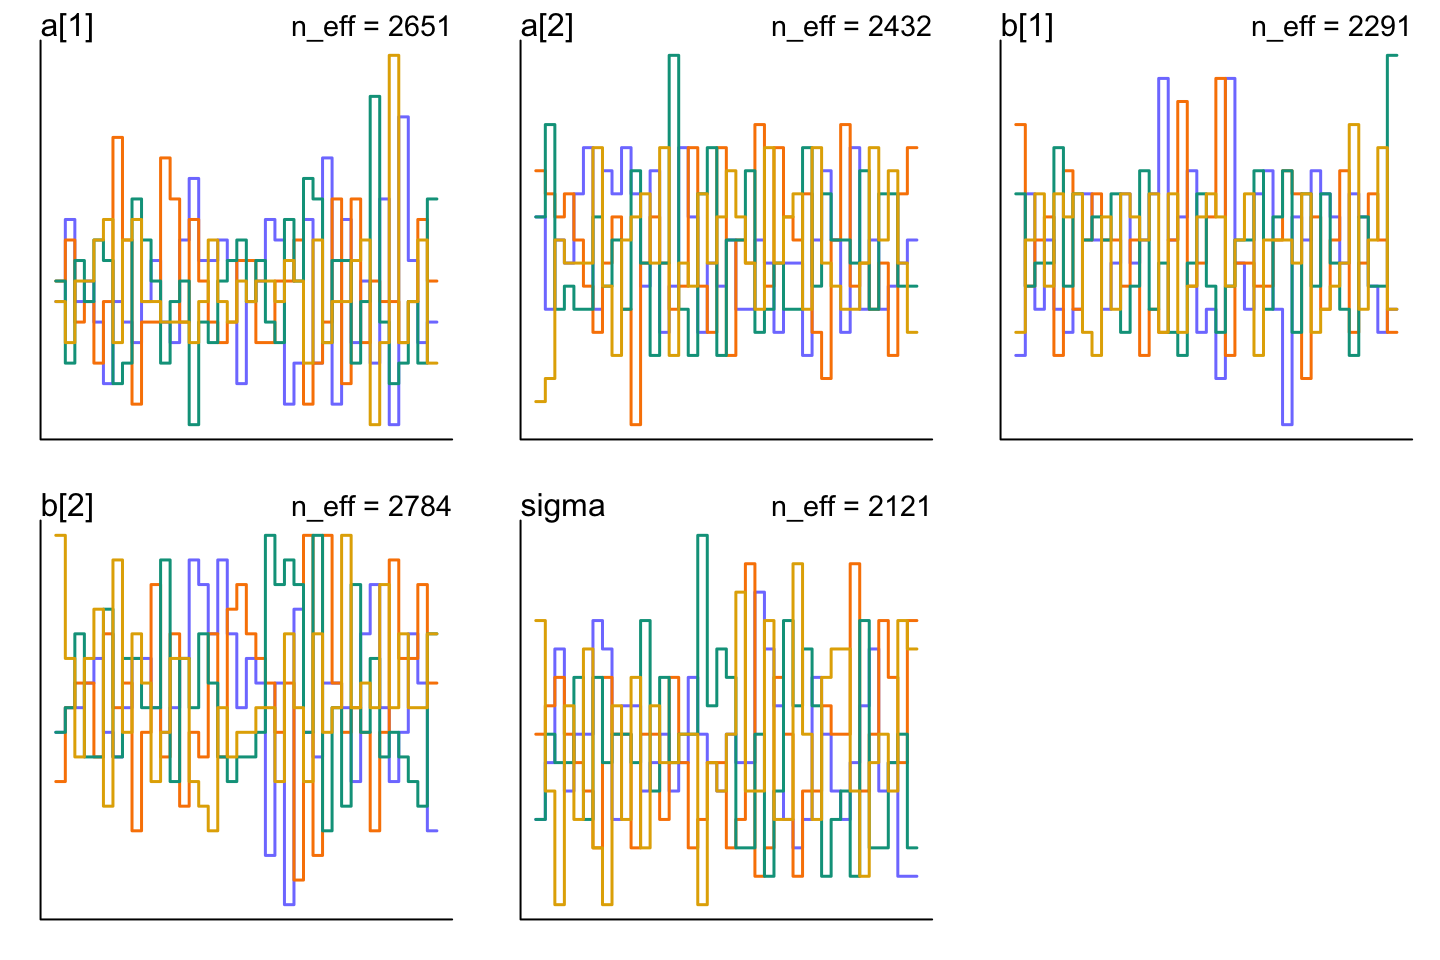 a[1] n_eff = 2651 a[2] n_eff = 2432 b[1] n_eff = 2291
b[2] n_eff = 2784 sigma n_eff = 2121